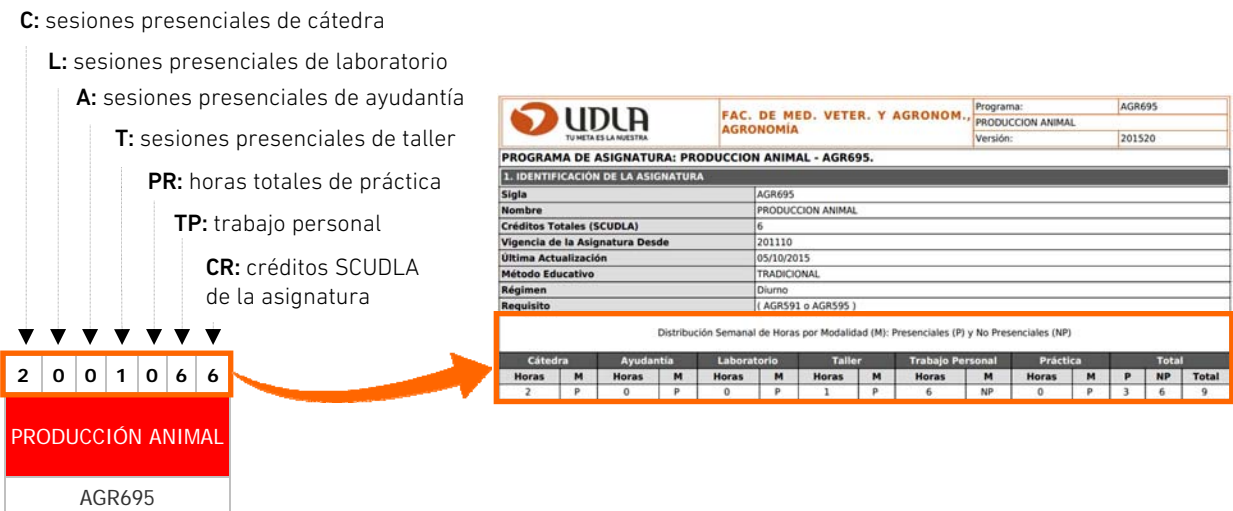 C: sesiones presenciales de cátedra
L: sesiones presenciales de laboratorio
A: sesiones presenciales de ayudantía
T: sesiones presenciales de taller
PR: horas totales de práctica
TP: trabajo personal
CR: créditos SCUDLA
de la asignatura
2 0 0 1 0 6 6
PRODUCCIÓN ANIMAL
AGR695
UDLA
TU META ES LA NUESTRA
FAC. DE MED. VETER. Y AGRONOM.,
AGRONOMÍA
Programa: AGR695
PRODUCCION ANIMAL
Versión: 201520
PROGRAMA DE ASIGNATURA: PRODUCCION ANIMAL - AGR695.
1. IDENTIFICACIÓN DE LA ASIGNATURA
Sigla AGR695
Nombre PRODUCCION ANIMAL
Créditos Totales (SCUDLA) 6
Vigencia de la Asignatura Desde 201110
Última Actualización 05/10/2015
Método Educativo TRADICIONAL
Régimen Diurno
Requisito ( AGR591 o AGR595 )
Distribución Semanal de Horas por Modalidad (M): Presenciales (P) y No Presenciales (NP)
Cátedra Ayudantía Laboratorio Taller Trabajo Personal Práctica Total
Horas M Horas M Horas M Horas M Horas M Horas M P NP Total
2 P 0 P 0 P 1 P 6 NP 0 P 3 6 9